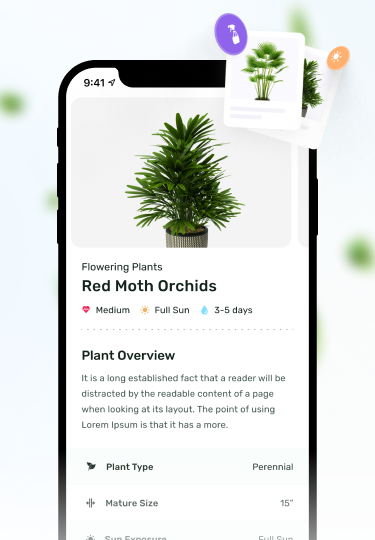 9:41
Flowering Plants
Red Moth Orchids
Medium Full Sun 3-5 days
Plant Overview
It is a long established fact that a reader will be
distracted by the readable content of a page
when looking at its layout. The point of using
Lorem Ipsum is that it has a more.
Plant Type Perennial
Mature Size 15"
Sun Exposure Full Sun